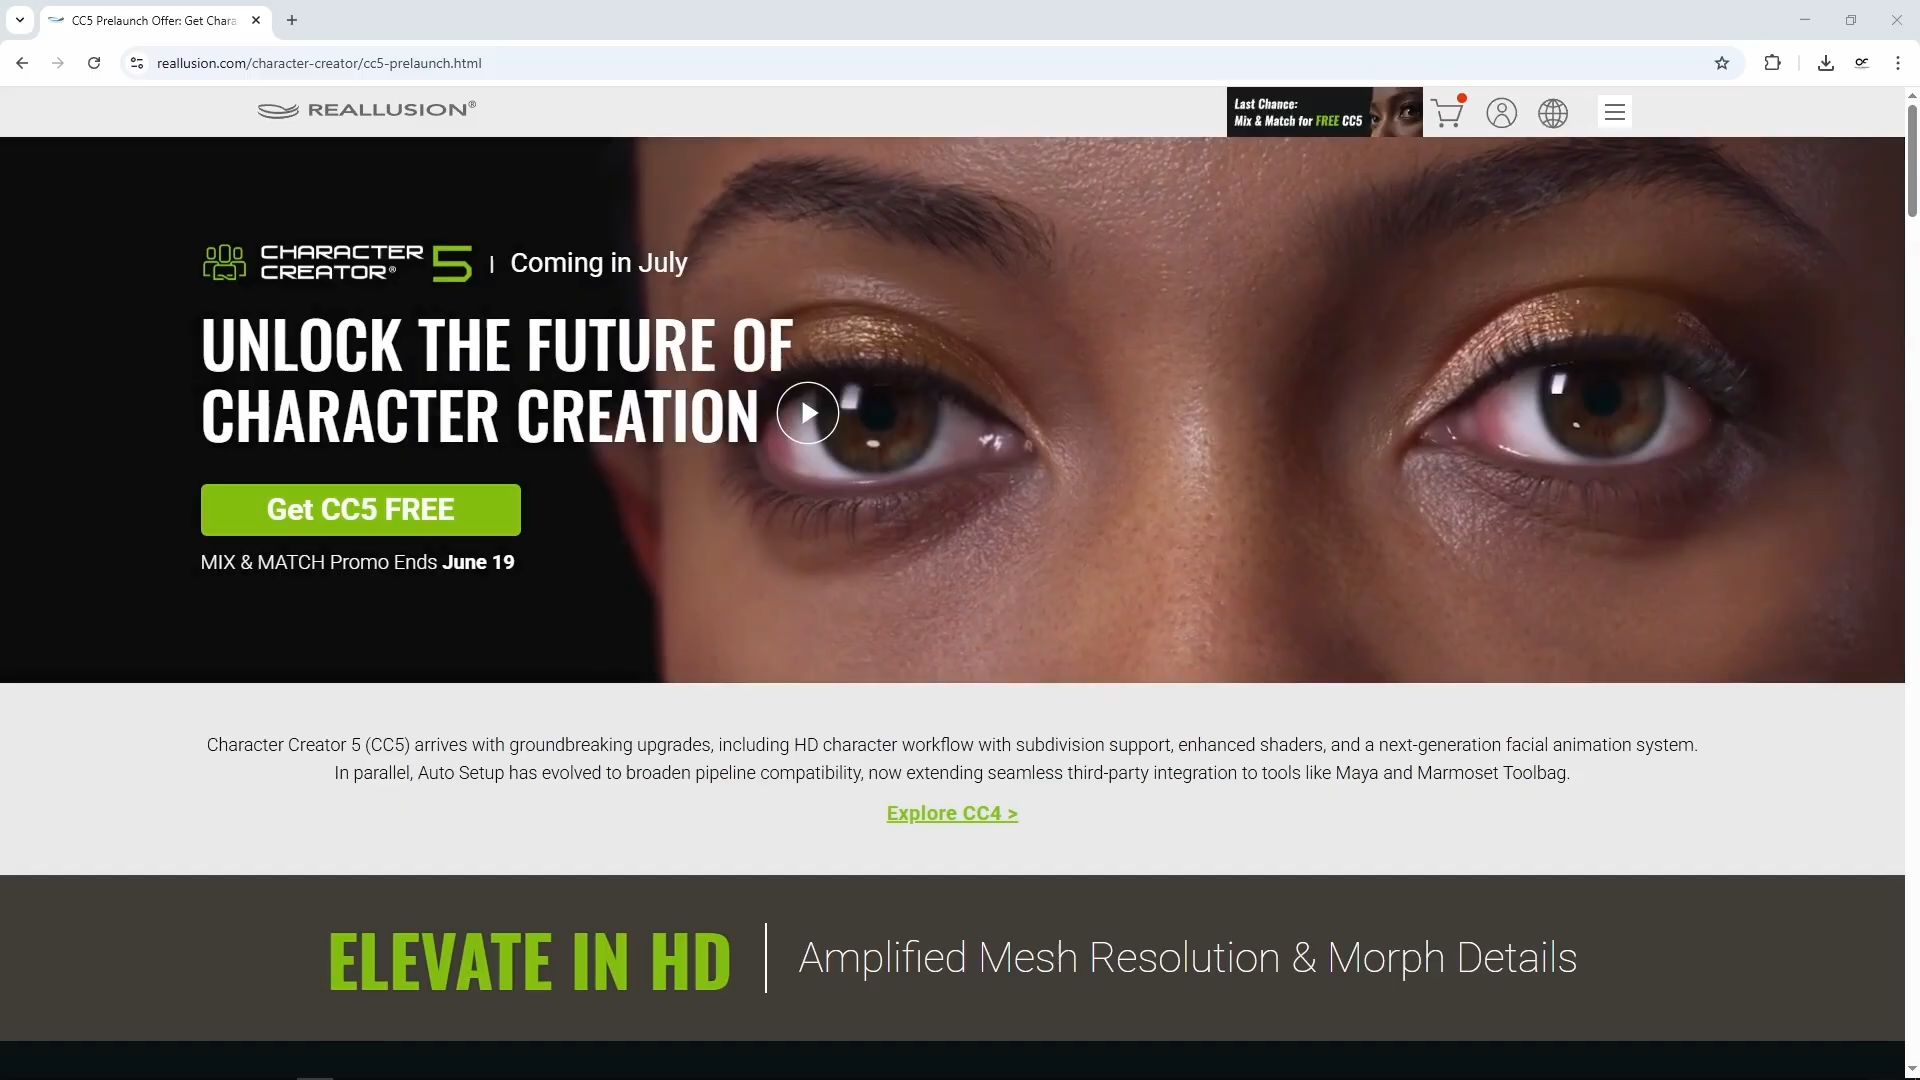 CC5 Prelaunch Offer: Get Chara
reallusion.com/character-creator/cc5-prelaunch.html
REALLUSION®
Last Chance:
Mix & Match for FREE CC5
CHARACTER CREATOR® 5 | Coming in July
UNLOCK THE FUTURE OF
CHARACTER CREATION
Get CC5 FREE
MIX & MATCH Promo Ends June 19
Character Creator 5 (CC5) arrives with groundbreaking upgrades, including HD character workflow with subdivision support, enhanced shaders, and a next-generation facial animation system.
In parallel, Auto Setup has evolved to broaden pipeline compatibility, now extending seamless third-party integration to tools like Maya and Marmoset Toolbag.
Explore CC4 >
ELEVATE IN HD | Amplified Mesh Resolution & Morph Details